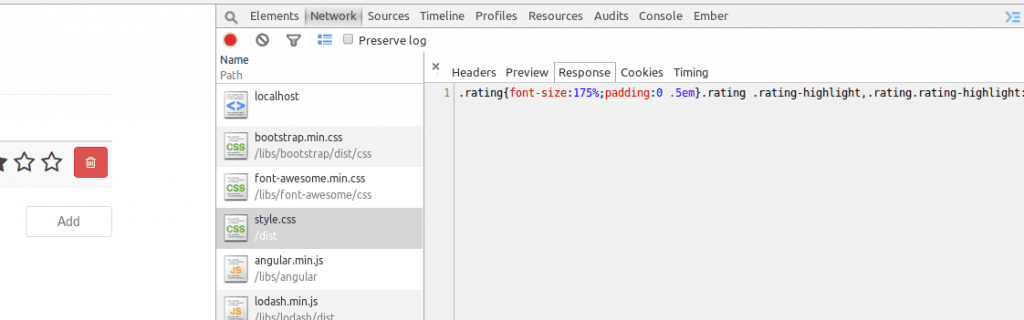 Elements Network Sources Timeline Profiles Resources Audits Console Ember
Preserve log
Name
Path
× Headers Preview Response Cookies Timing
1 .rating{font-size:175%;padding:0 .5em}.rating .rating-highlight,.rating.rating-highlight:
localhost
bootstrap.min.css
/libs/bootstrap/dist/css
font-awesome.min.css
/libs/font-awesome/css
style.css
/dist
angular.min.js
/libs/angular
lodash.min.js
/libs/lodash/dist
Add